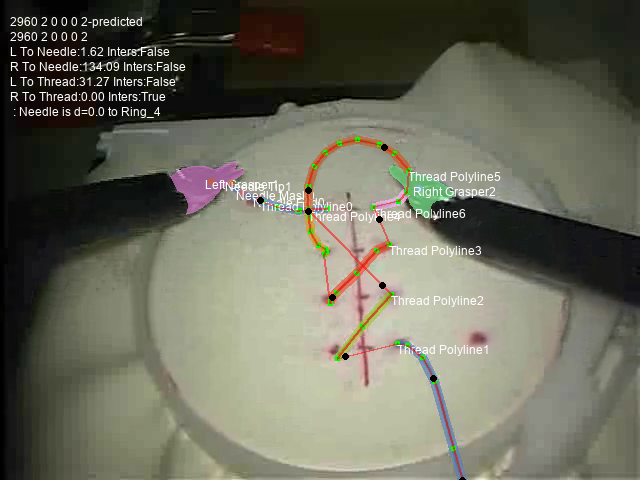 2960 2 0 0 0 2-predicted
2960 2 0 0 0 2
L To Needle:1.62 Inters:False
R To Needle:134.09 Inters:False
L To Thread:31.27 Inters:False
R To Thread:0.00 Inters:True
: Needle is d=0.0 to Ring_4
Thread Polyline5
Left Grasper1
Needle Tip1
Right Grasper2
Thread Polyline0
Thread Polyline6
Thread Polyline3
Thread Polyline2
Thread Polyline1